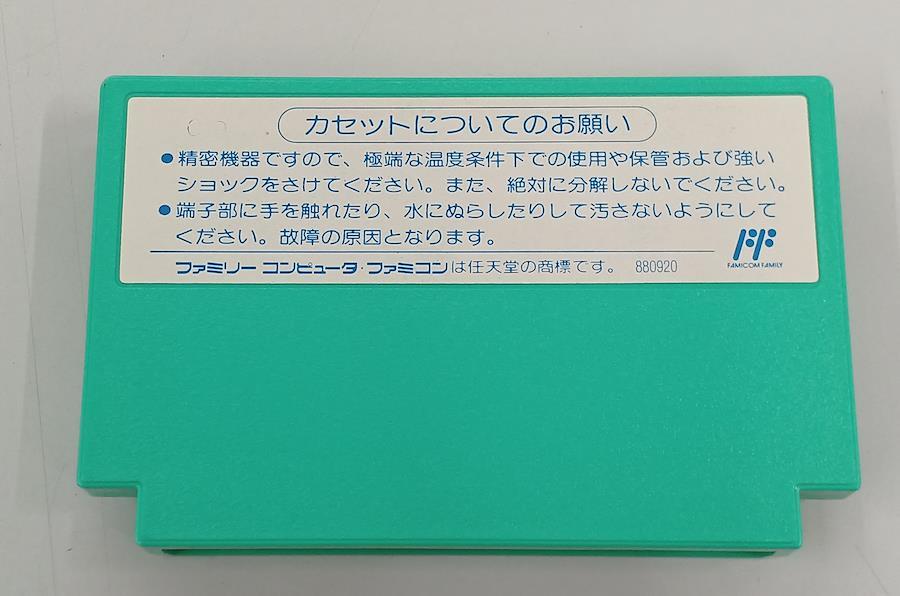 カセットについてのお願い
●精密機器ですので、極端な温度条件下での使用や保管および強い
ショックをさけてください。また、絶対に分解しないでください。
●端子部に手を触れたり、水にぬらしたりして汚さないようにして
ください。故障の原因となります。
FAMICOM FAMILY
ファミリーコンピュータ・ファミコンは任天堂の商標です。 880920